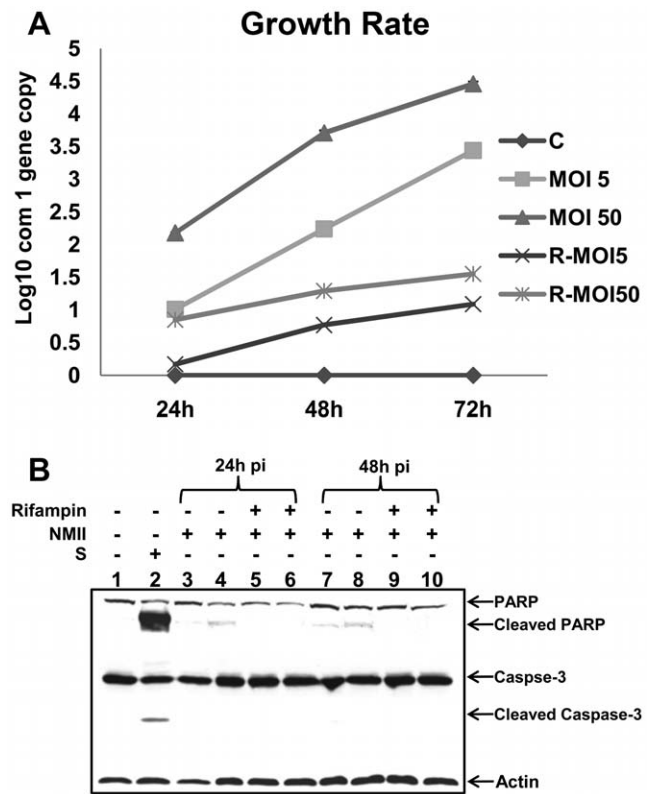 A
Growth Rate
Log10 com 1 gene copy
5
4.5
4
3.5
3
2.5
2
1.5
1
0.5
0
24h 48h 72h
C
MOI 5
MOI 50
R-MOI5
R-MOI50
B
24h pi 48h pi
Rifampin - - - - + + - - + +
NMII - - + + + + + + + +
S - + - - - - - - - -
1 2 3 4 5 6 7 8 9 10
PARP
Cleaved PARP
Caspse-3
Cleaved Caspase-3
Actin